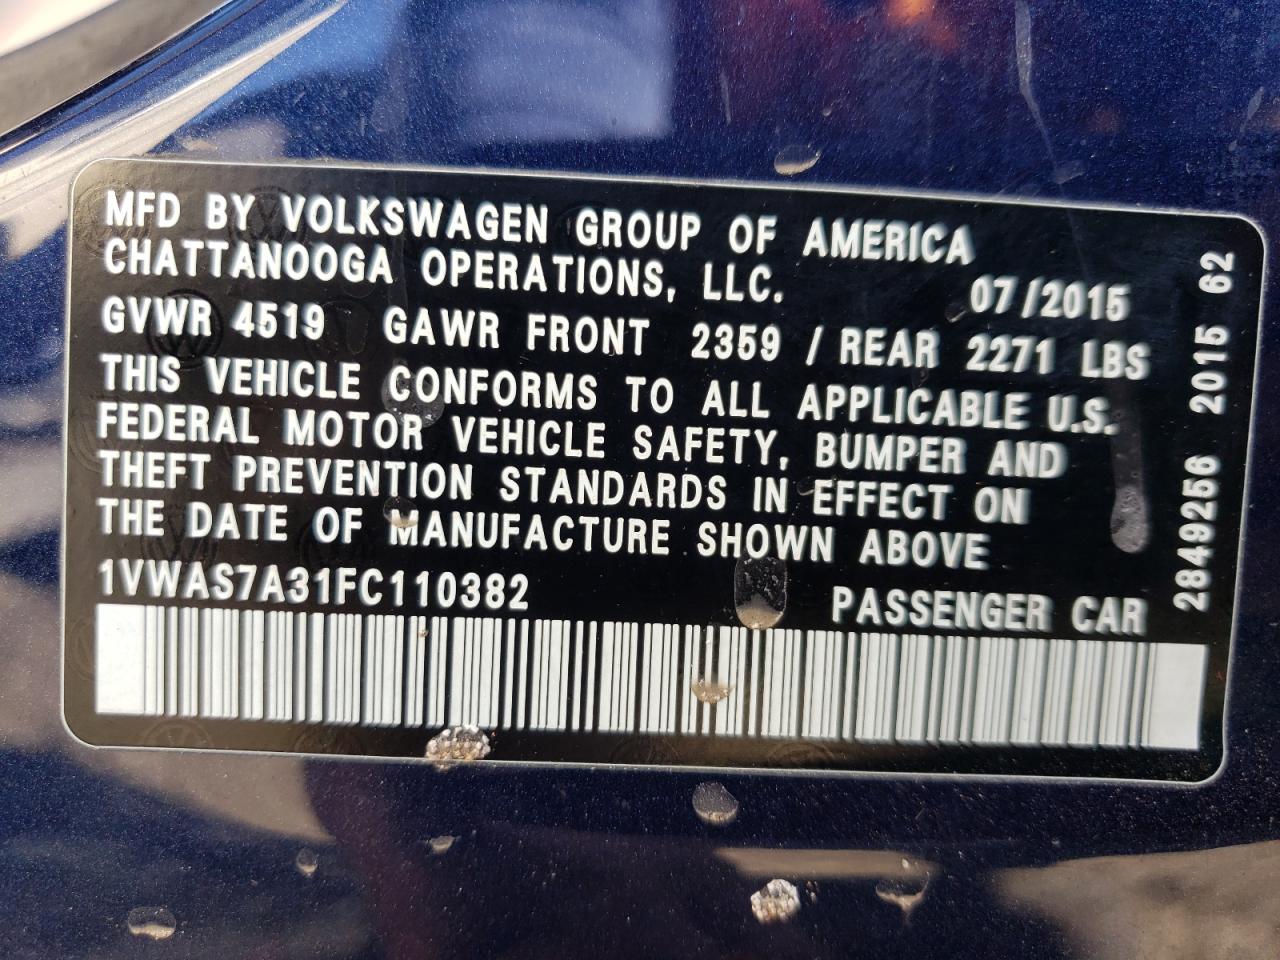 MFD BY VOLKSWAGEN GROUP OF AMERICA
CHATTANOOGA OPERATIONS, LLC.
07/2015
GVWR 4519 GAWR FRONT 2359 / REAR 2271 LBS
THIS VEHICLE CONFORMS TO ALL APPLICABLE U.S.
FEDERAL MOTOR VEHICLE SAFETY, BUMPER AND
THEFT PREVENTION STANDARDS IN EFFECT ON
THE DATE OF MANUFACTURE SHOWN ABOVE
1VWAS7A31FC110382
PASSENGER CAR
2849256 2015 62